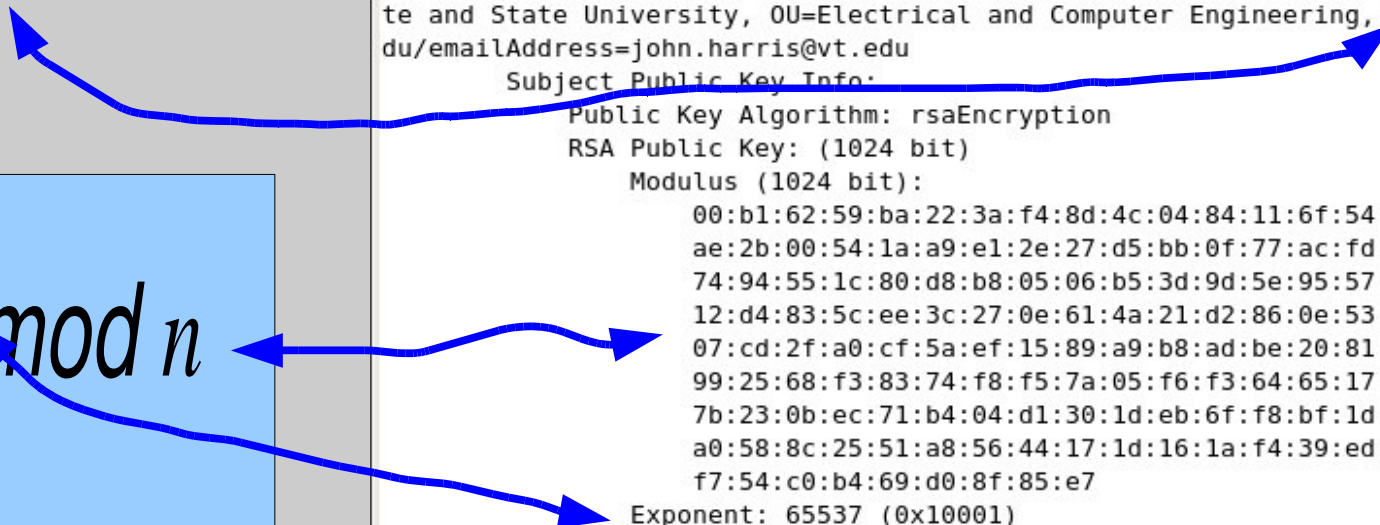 te and State University, OU=Electrical and Computer Engineering,
du/emailAddress=john.harris@vt.edu
Subject Public Key Info:
Public Key Algorithm: rsaEncryption
RSA Public Key: (1024 bit)
Modulus (1024 bit):
00:b1:62:59:ba:22:3a:f4:8d:4c:04:84:11:6f:54
ae:2b:00:54:1a:a9:e1:2e:27:d5:bb:0f:77:ac:fd
74:94:55:1c:80:d8:b8:05:06:b5:3d:9d:5e:95:57
12:d4:83:5c:ee:3c:27:0e:61:4a:21:d2:86:0e:53
07:cd:2f:a0:cf:5a:ef:15:89:a9:b8:ad:be:20:81
99:25:68:f3:83:74:f8:f5:7a:05:f6:f3:64:65:17
7b:23:0b:ec:71:b4:04:d1:30:1d:eb:6f:f8:bf:1d
a0:58:8c:25:51:a8:56:44:17:1d:16:1a:f4:39:ed
f7:54:c0:b4:69:d0:8f:85:e7
Exponent: 65537 (0x10001)
mod n